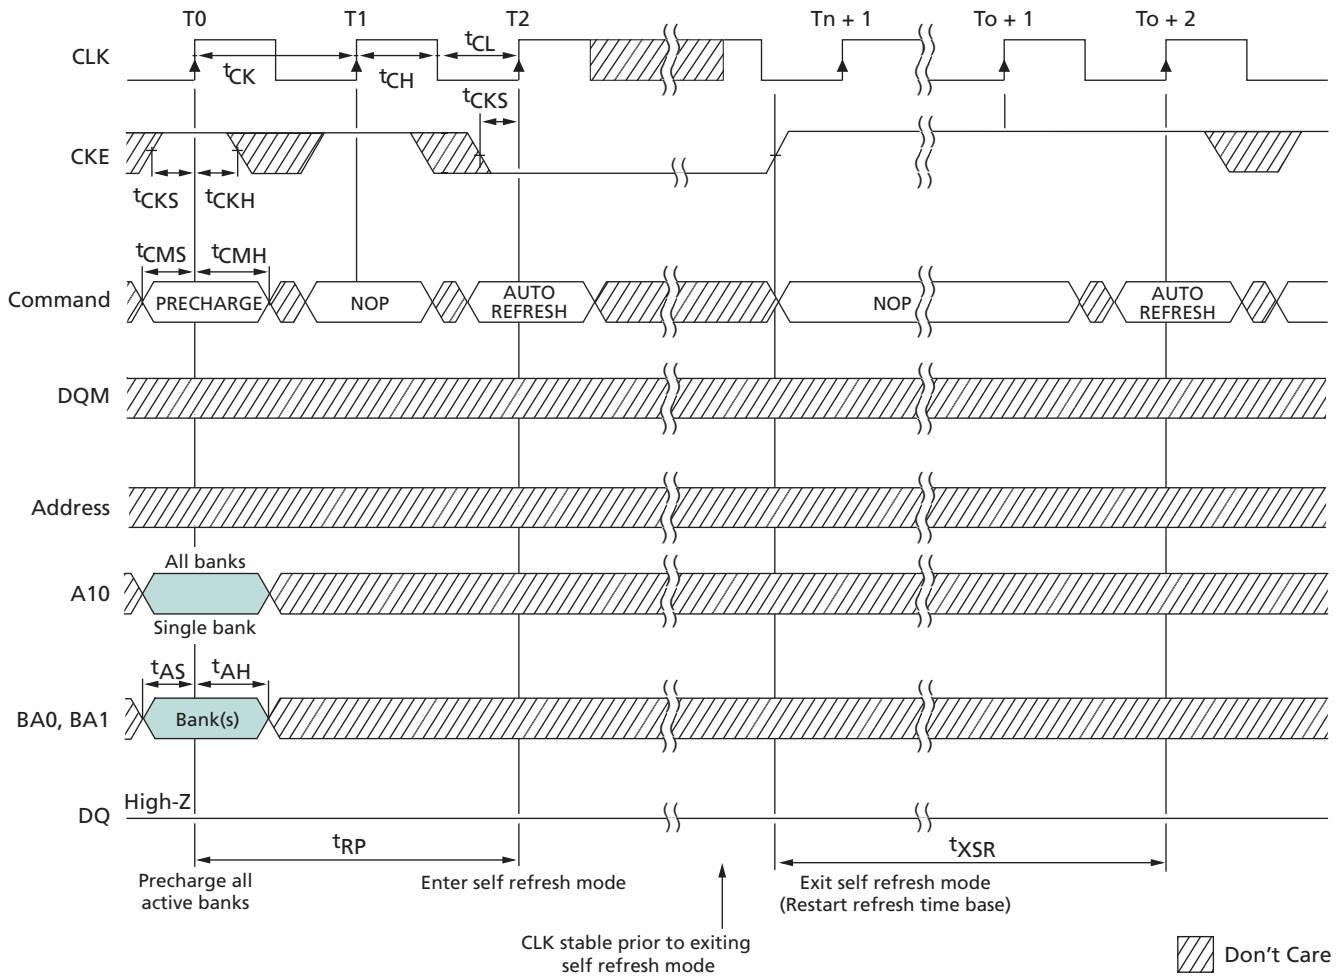 T0 T1 T2 Tn + 1 To + 1 To + 2
CLK
tCK tCH tCL
tCKS
CKE
tCKS tCKH
tCMS tCMH
Command PRECHARGE NOP AUTO REFRESH NOP AUTO REFRESH
DQM
Address
All banks
A10
Single bank
tAS tAH
BA0, BA1 Bank(s)
High-Z
DQ
tRP tXSR
Precharge all
active banks
Enter self refresh mode
Exit self refresh mode
(Restart refresh time base)
CLK stable prior to exiting
self refresh mode
Don't Care